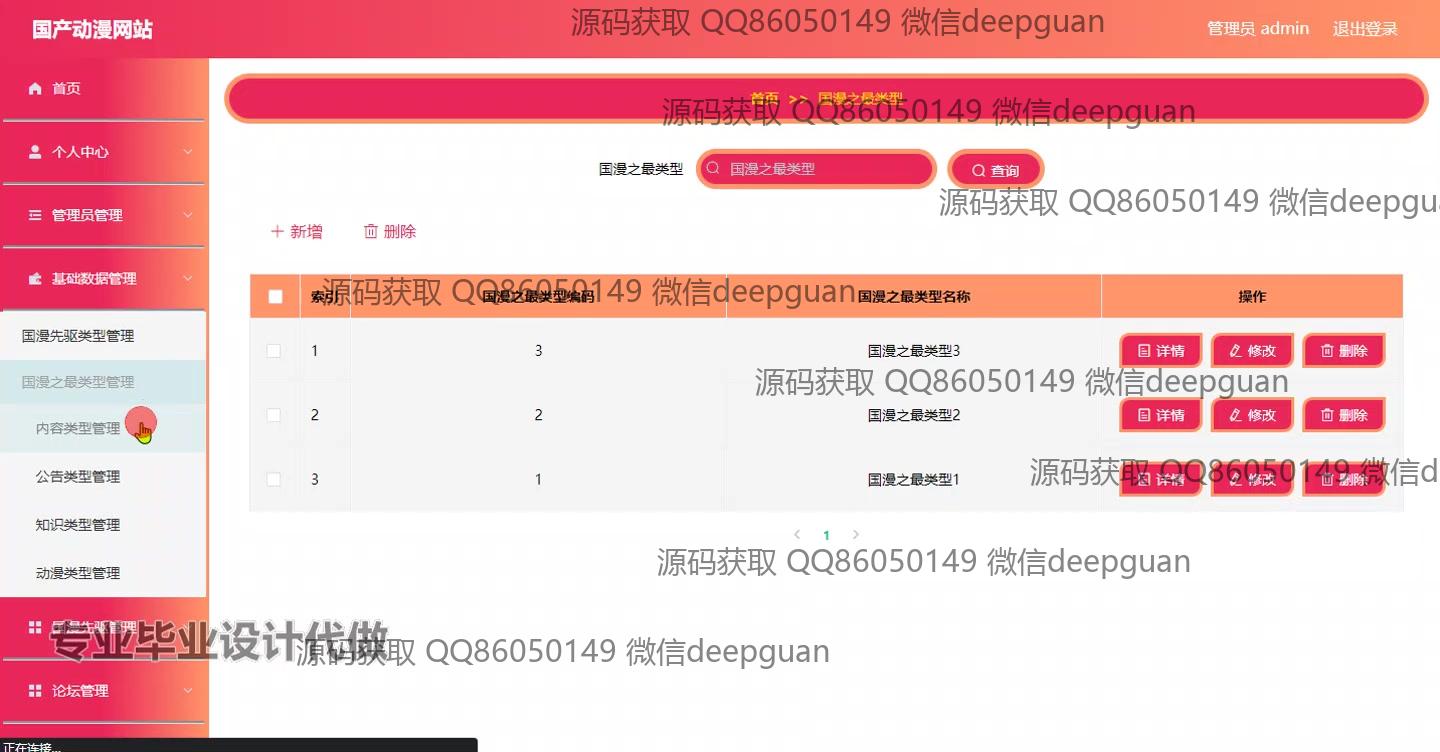 国产动漫网站
源码获取 QQ86050149 微信deepguan
管理员 admin 退出登录
首页
首页 >> 国漫之最类型
源码获取 QQ86050149 微信deepguan
个人中心
国漫之最类型 国漫之最类型 查询
源码获取 QQ86050149 微信deepgu
管理员管理
新增 删除
基础数据管理
源码获取 QQ86050149 微信deepguan
索引 国漫之最类型编码 国漫之最类型名称 操作
国漫先驱类型管理
1 3 国漫之最类型3 详情 修改 删除
国漫之最类型管理
源码获取 QQ86050149 微信deepguan
2 2 国漫之最类型2 详情 修改 删除
内容类型管理
公告类型管理
源码获取 QQ86050149 微信d
3 1 国漫之最类型1 详情 修改 删除
知识类型管理
1
源码获取 QQ86050149 微信deepguan
动漫类型管理
国漫先驱管理
专业毕业设计代做
源码获取 QQ86050149 微信deepguan
论坛管理
正在连接...